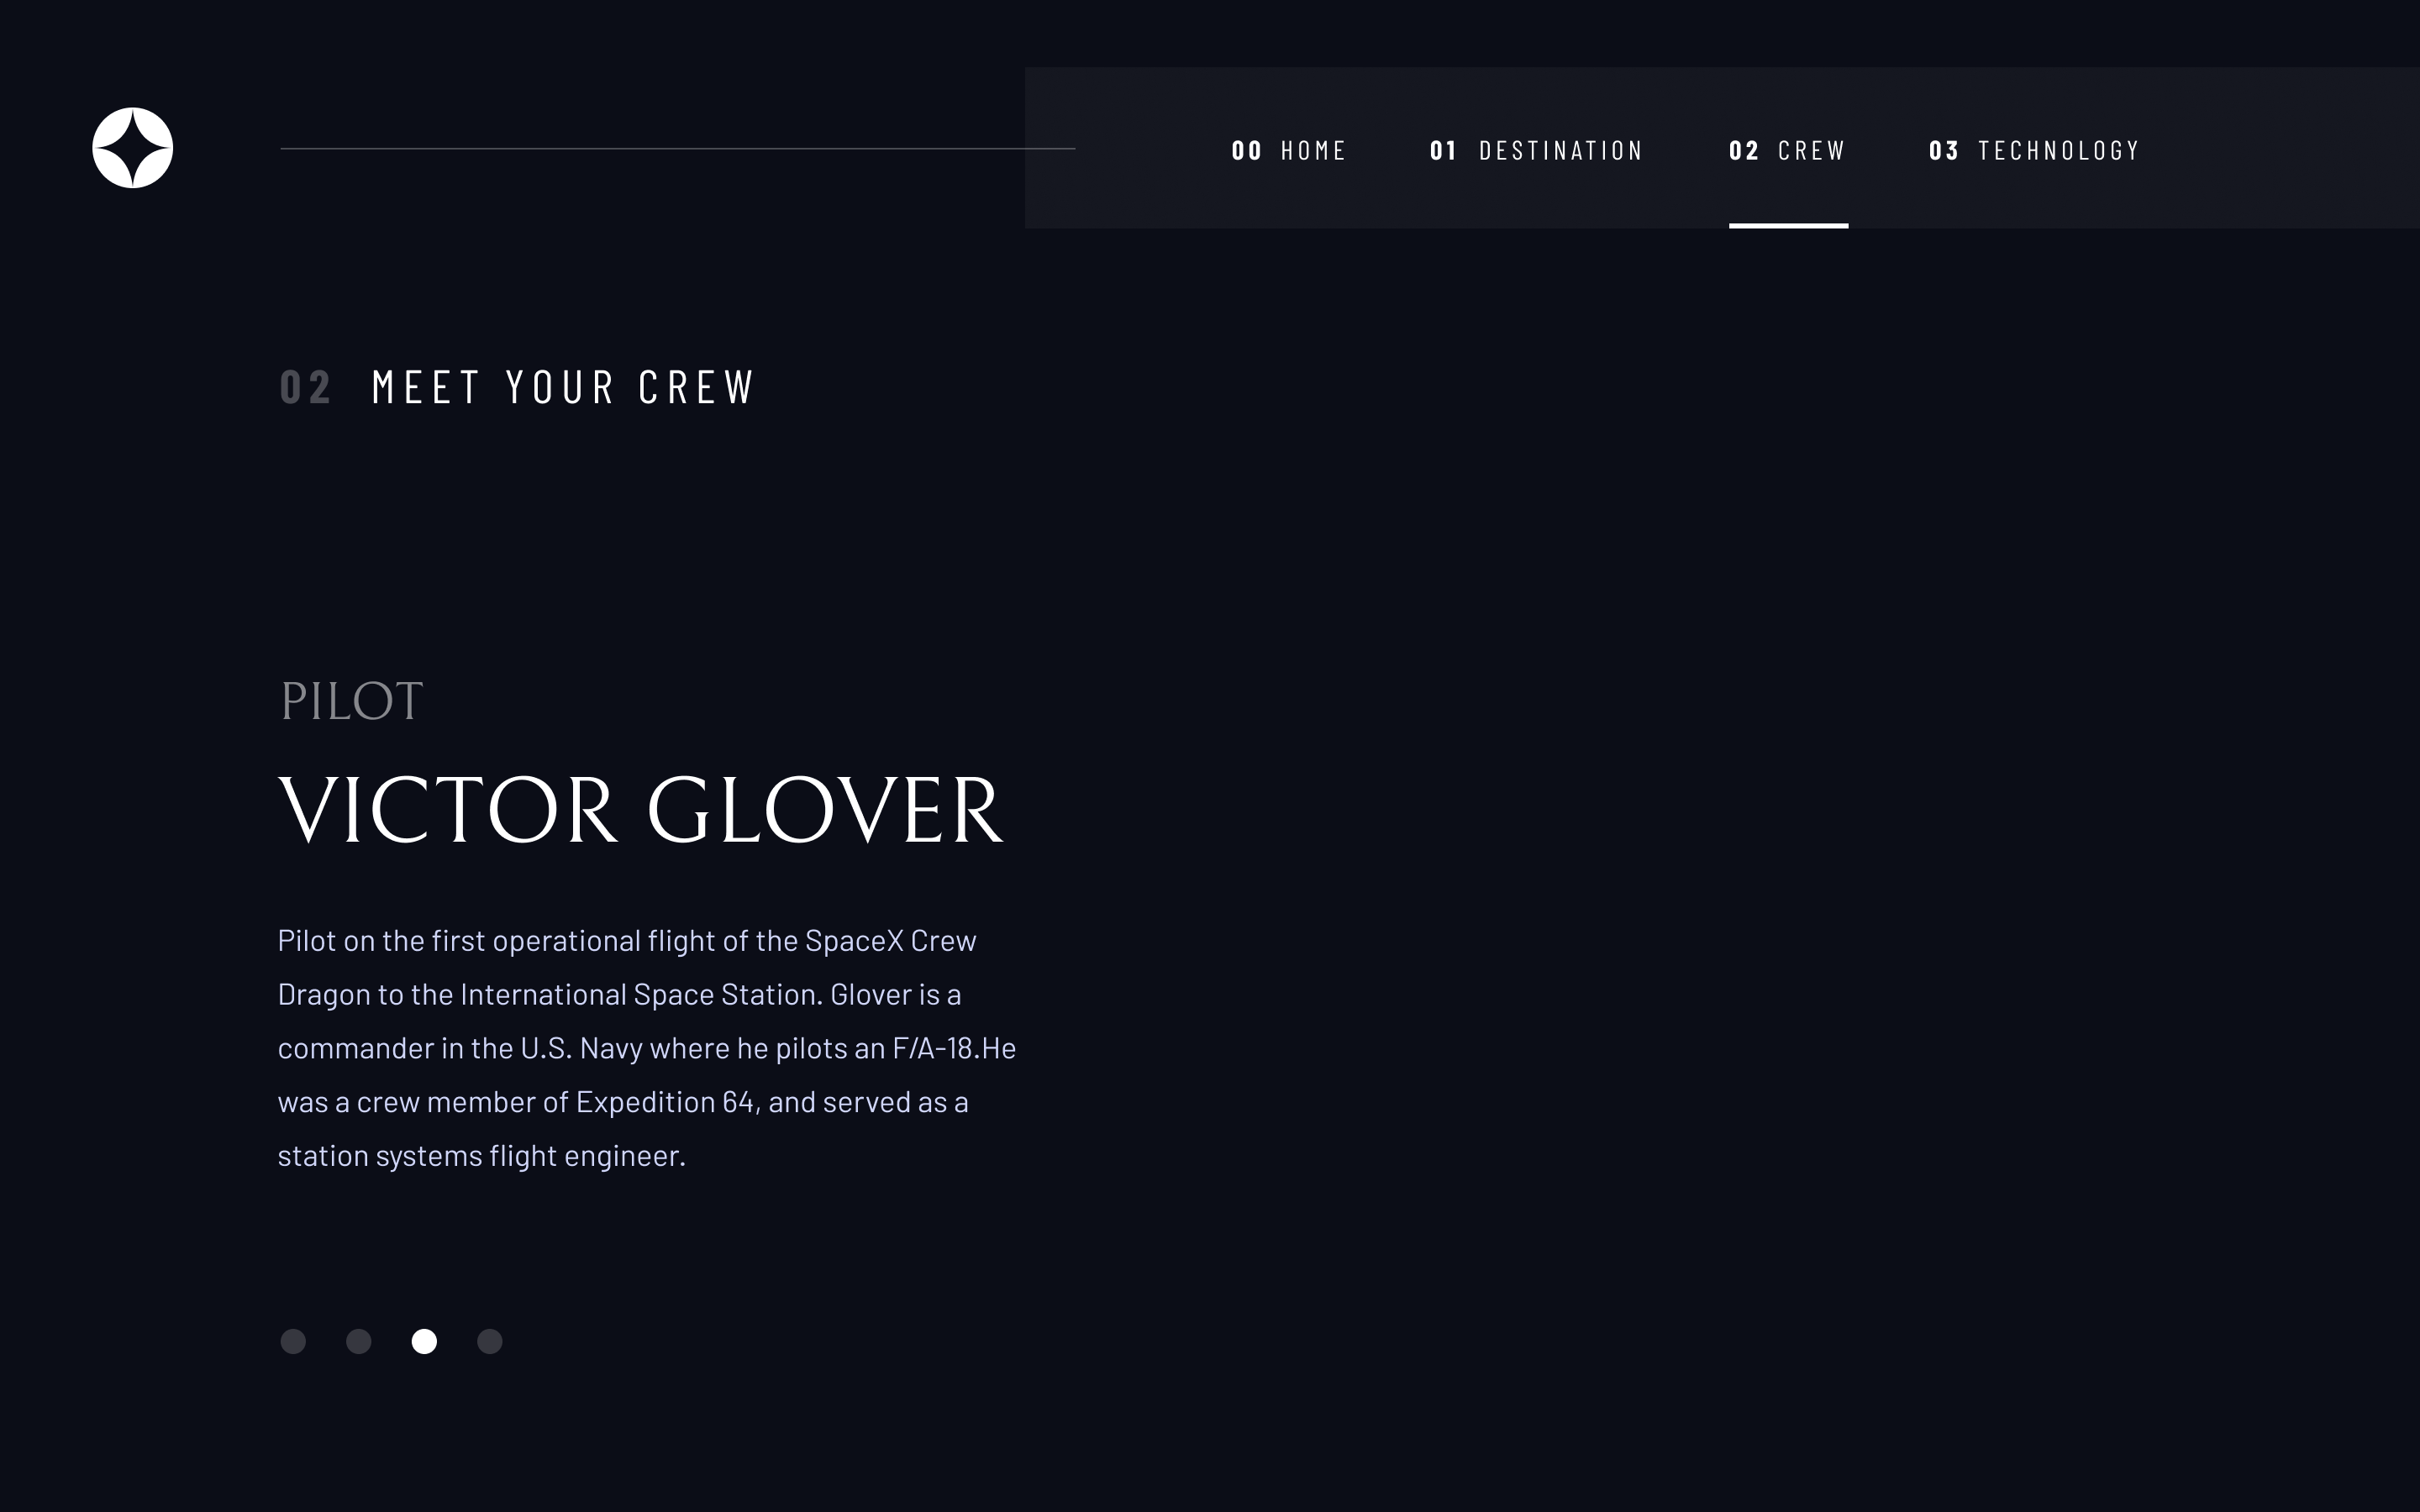 00 HOME 01 DESTINATION 02 CREW 03 TECHNOLOGY
02 MEET YOUR CREW
PILOT
VICTOR GLOVER
Pilot on the first operational flight of the SpaceX Crew
Dragon to the International Space Station. Glover is a
commander in the U.S. Navy where he pilots an F/A-18.He
was a crew member of Expedition 64, and served as a
station systems flight engineer.